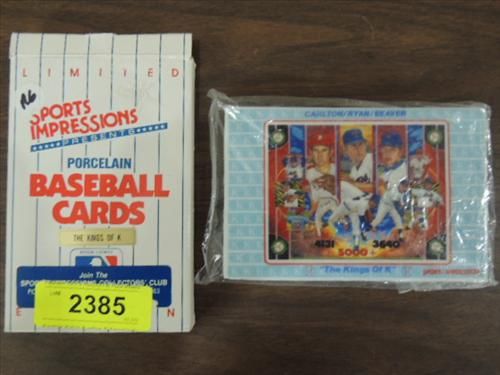 LIMITED
R6
SPORTS
IMPRESSIONS
PRESENTS
PORCELAIN
BASEBALL
CARDS
THE KINGS OF K
Join The
SPORTS IMPRESSIONS COLLECTORS' CLUB
2385
CARLTON/RYAN/SEAVER
4131
3640
5000+
"The Kings Of K"